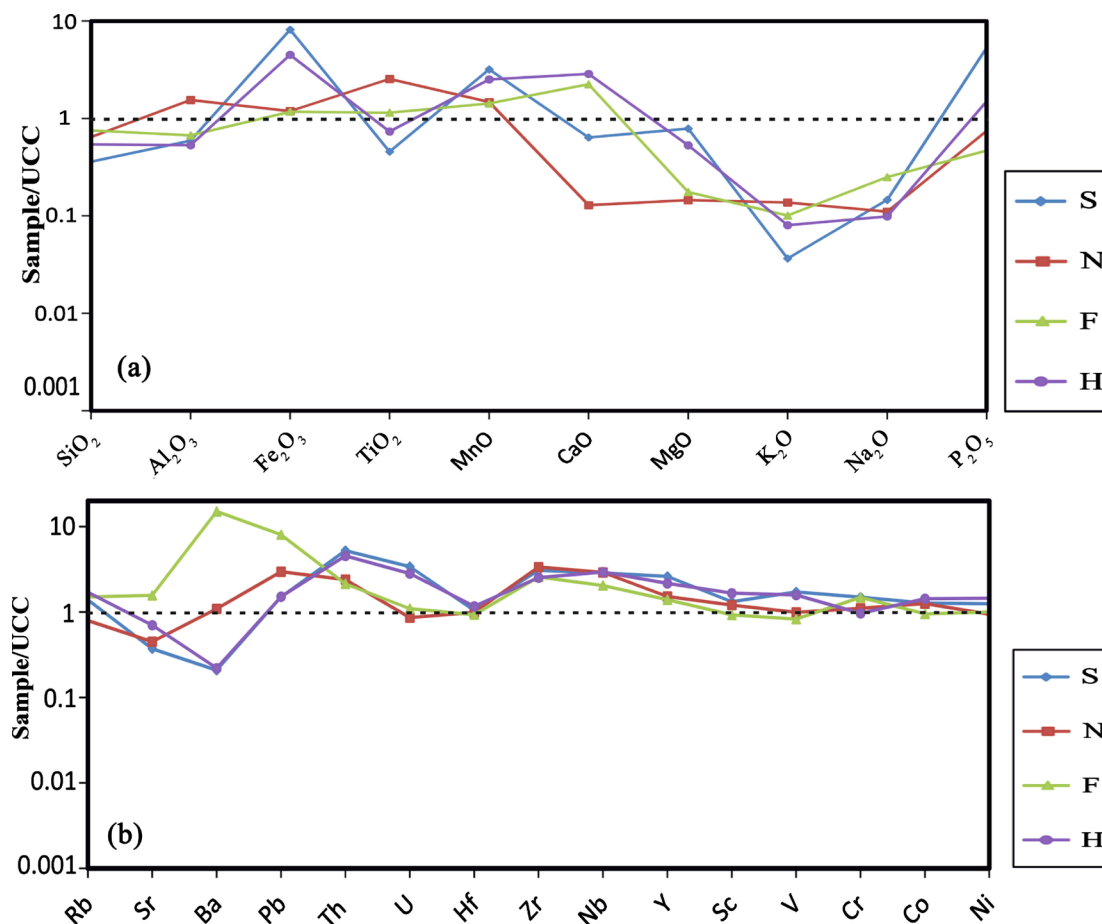 10
1
0.1
0.01
0.001
Sample/UCC
(a)
SiO₂ Al₂O₃ Fe₂O₃ TiO₂ MnO CaO MgO K₂O Na₂O P₂O₅
S
N
F
H
10
1
0.1
0.01
0.001
Sample/UCC
(b)
Rb Sr Ba Pb Th U Hf Zr Nb Y Sc V Cr Co Ni
S
N
F
H